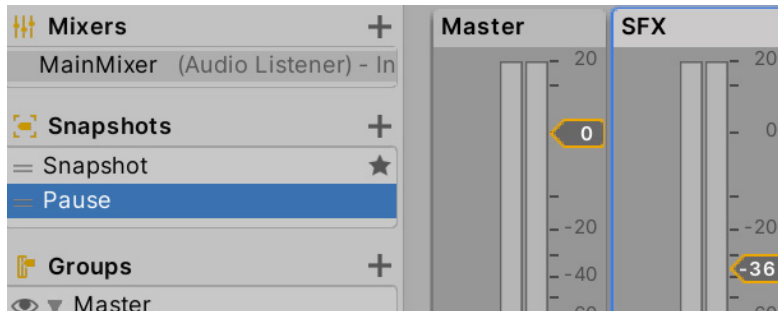 Mixers
MainMixer (Audio Listener) - In
Snapshots
Snapshot
Pause
Groups
Master
Master
20
0
-20
-40
SFX
20
0
-20
-36